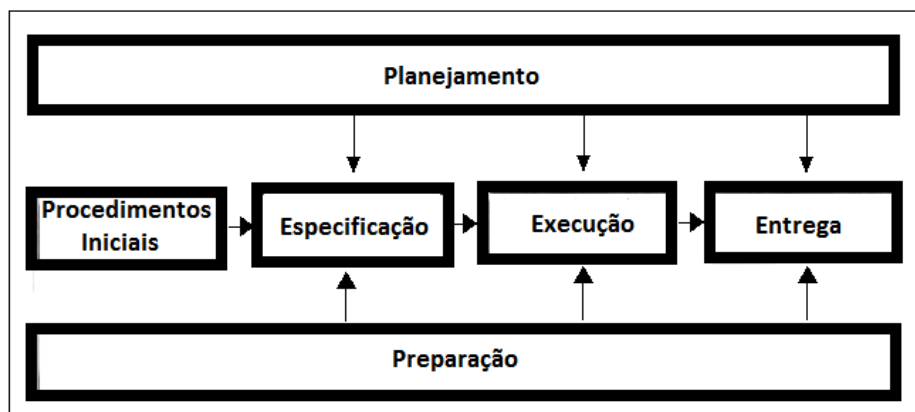 Planejamento
Procedimentos
Iniciais
Especificação
Execução
Entrega
Preparação